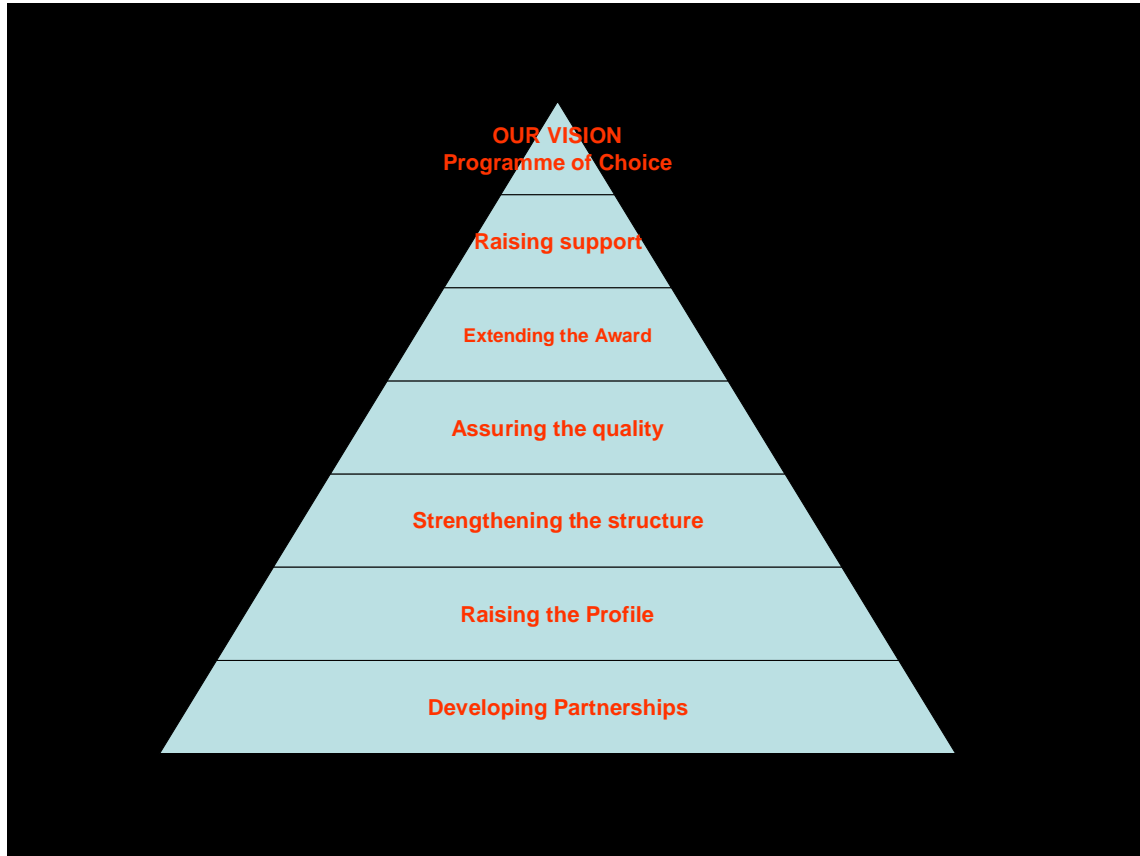 OUR VISION
Programme of Choice
Raising support
Extending the Award
Assuring the quality
Strengthening the structure
Raising the Profile
Developing Partnerships